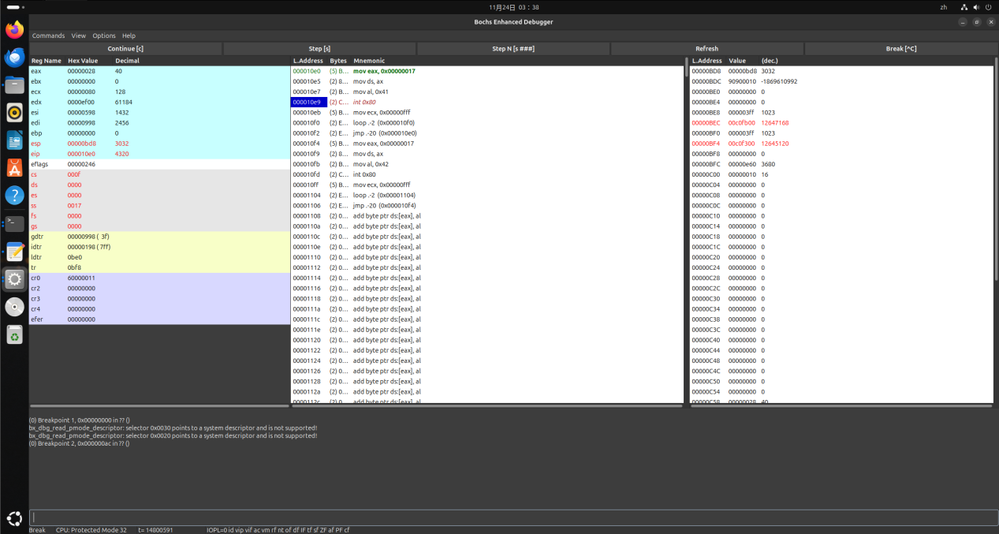 11月24日 03：38
zh
Bochs Enhanced Debugger
Commands View Options Help
Continue [c] Step [s] Step N [s ###] Refresh Break [^C]
Reg Name Hex Value Decimal
eax 00000028 40
ebx 00000000 0
ecx 00000080 128
edx 0000ef00 61184
esi 00000598 1432
edi 00000998 2456
ebp 00000000 0
esp 00000bd8 3032
eip 000010e0 4320
eflags 00000246
cs 000f
ds 0000
es 0000
ss 0017
fs 0000
gs 0000
gdtr 00000998 ( 3f)
idtr 00000198 ( 7ff)
ldtr 0be0
tr 0bf8
cr0 60000011
cr2 00000000
cr3 00000000
cr4 00000000
efer 00000000
L.Address Bytes Mnemonic
000010e0 (5) B... mov eax, 0x00000017
000010e5 (2) 8... mov ds, ax
000010e7 (2) B... mov al, 0x41
000010e9 (2) C... int 0x80
000010eb (5) B... mov ecx, 0x00000fff
000010f0 (2) E... loop .-2 (0x000010f0)
000010f2 (2) E... jmp .-20 (0x000010e0)
000010f4 (5) B... mov eax, 0x00000017
000010f9 (2) 8... mov ds, ax
000010fb (2) B... mov al, 0x42
000010fd (2) C... int 0x80
000010ff (5) B... mov ecx, 0x00000fff
00001104 (2) E... loop .-2 (0x00001104)
00001106 (2) E... jmp .-20 (0x000010f4)
00001108 (2) 0... add byte ptr ds:[eax], al
0000110a (2) 0... add byte ptr ds:[eax], al
0000110c (2) 0... add byte ptr ds:[eax], al
0000110e (2) 0... add byte ptr ds:[eax], al
00001110 (2) 0... add byte ptr ds:[eax], al
00001112 (2) 0... add byte ptr ds:[eax], al
00001114 (2) 0... add byte ptr ds:[eax], al
00001116 (2) 0... add byte ptr ds:[eax], al
00001118 (2) 0... add byte ptr ds:[eax], al
0000111a (2) 0... add byte ptr ds:[eax], al
0000111c (2) 0... add byte ptr ds:[eax], al
0000111e (2) 0... add byte ptr ds:[eax], al
00001120 (2) 0... add byte ptr ds:[eax], al
00001122 (2) 0... add byte ptr ds:[eax], al
00001124 (2) 0... add byte ptr ds:[eax], al
00001126 (2) 0... add byte ptr ds:[eax], al
00001128 (2) 0... add byte ptr ds:[eax], al
0000112a (2) 0... add byte ptr ds:[eax], al
0000112c (2) 0... add byte ptr ds:[eax], al
L.Address Value (dec.)
00000BD8 00000bd8 3032
00000BDC 90900010 -1869610992
00000BE0 00000000 0
00000BE4 00000000 0
00000BE8 000003ff 1023
00000BEC 00c0fb00 12647168
00000BF0 000003ff 1023
00000BF4 00c0f300 12645120
00000BF8 00000000 0
00000BFC 00000e60 3680
00000C00 00000010 16
00000C04 00000000 0
00000C08 00000000 0
00000C0C 00000000 0
00000C10 00000000 0
00000C14 00000000 0
00000C18 00000000 0
00000C1C 00000000 0
00000C20 00000000 0
00000C24 00000000 0
00000C28 00000000 0
00000C2C 00000000 0
00000C30 00000000 0
00000C34 00000000 0
00000C38 00000000 0
00000C3C 00000000 0
00000C40 00000000 0
00000C44 00000000 0
00000C48 00000000 0
00000C4C 00000000 0
00000C50 00000000 0
00000C54 00000000 0
00000C58 00000028 40
(0) Breakpoint 1, 0x00000000 in ?? ()
bx_dbg_read_pmode_descriptor: selector 0x0030 points to a system descriptor and is not supported!
bx_dbg_read_pmode_descriptor: selector 0x0020 points to a system descriptor and is not supported!
(0) Breakpoint 2, 0x000000ac in ?? ()
Break CPU: Protected Mode 32 t= 14800591 IOPL=0 id vip vif ac vm rf nt of df IF tf sf ZF af PF cf